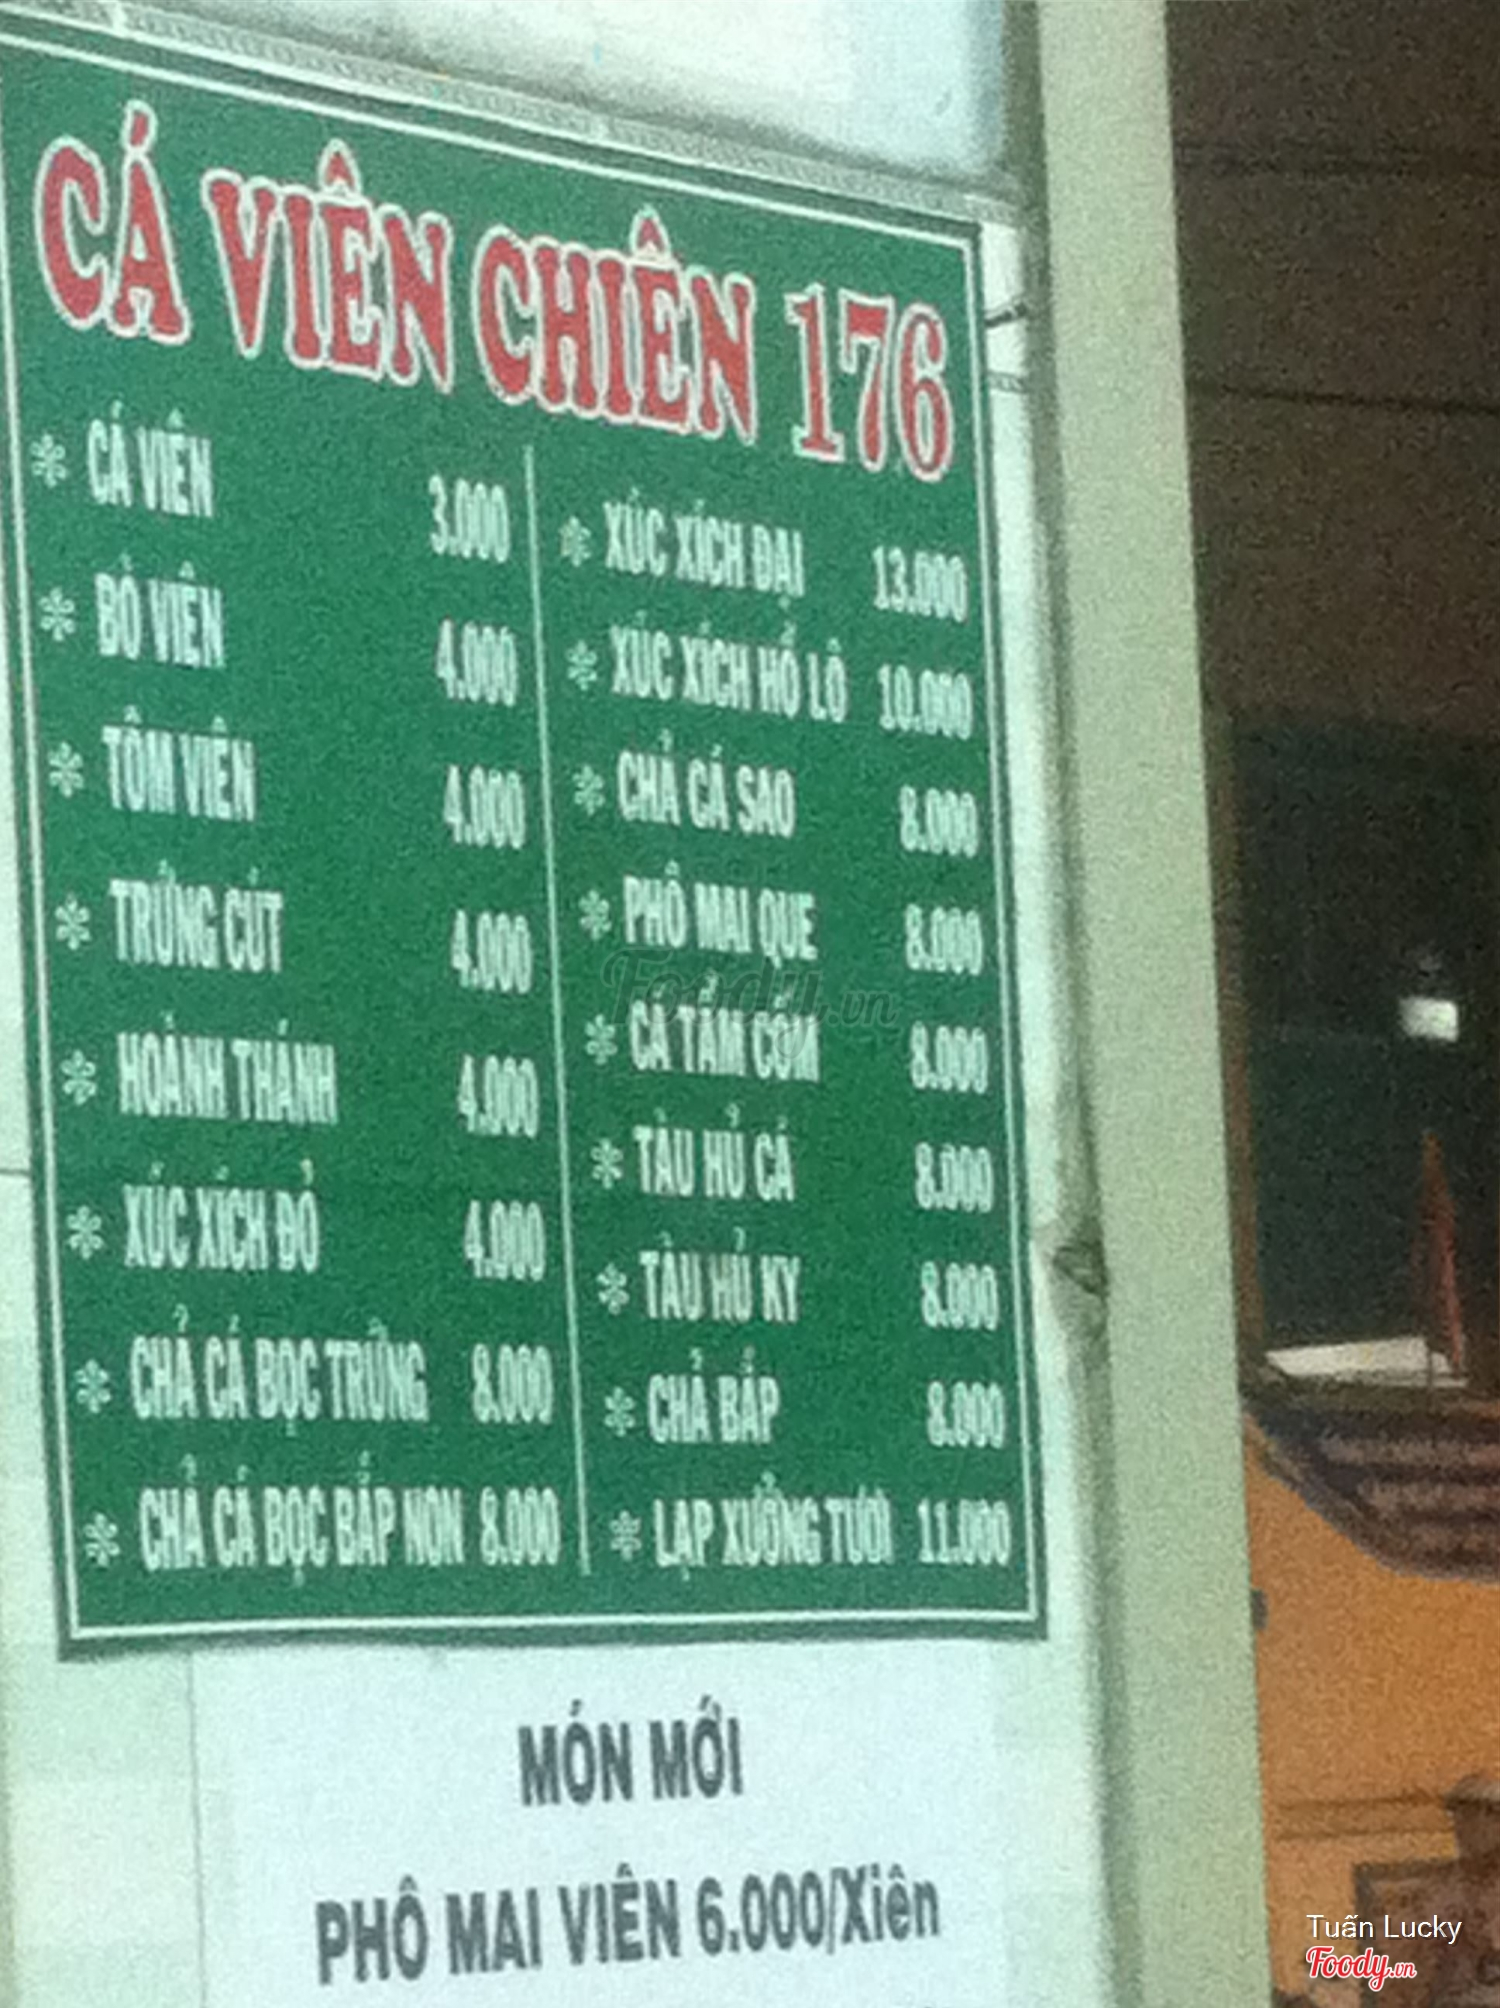 CÁ VIÊN CHIÊN 176
* CÁ VIÊN 3.000
* BÒ VIÊN 4.000
* TÔM VIÊN 4.000
* TRỨNG CÚT 4.000
* HOÀNH THÁNH 4.000
* XÚC XÍCH ĐỎ 4.000
* CHẢ CÁ BỌC TRỨNG 8.000
* CHẢ CÁ BỌC BẮP NON 8.000
* XÚC XÍCH ĐẠI 13.000
* XÚC XÍCH HỒ LÔ 10.000
* CHẢ CÁ SAO 8.000
* PHÔ MAI QUE 8.000
* CÁ TẨM CỐM 8.000
* TÀU HỦ CÁ 8.000
* TÀU HỦ KY 8.000
* CHẢ BẮP 8.000
* LẠP XƯỞNG TƯƠI 11.000
Foody.vn
MÓN MỚI
PHÔ MAI VIÊN 6.000/Xiên
Tuấn Lucky
Foody.vn